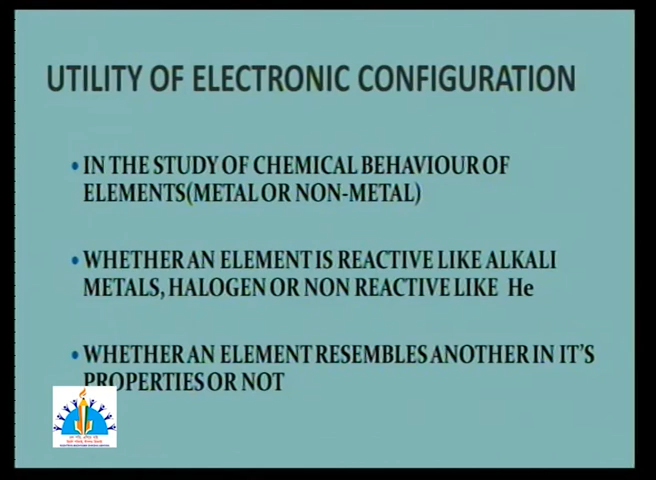 UTILITY OF ELECTRONIC CONFIGURATION
• IN THE STUDY OF CHEMICAL BEHAVIOUR OF
ELEMENTS(METAL OR NON-METAL)
• WHETHER AN ELEMENT IS REACTIVE LIKE ALKALI
METALS, HALOGEN OR NON REACTIVE LIKE He
• WHETHER AN ELEMENT RESEMBLES ANOTHER IN IT'S
PROPERTIES OR NOT